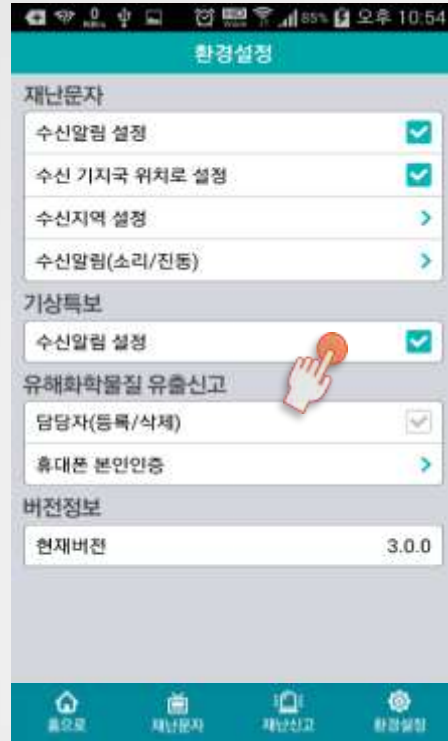 85% 오후 10:54
환경설정
재난문자
수신알림 설정
수신 기지국 위치로 설정
수신지역 설정
수신알림(소리/진동)
기상특보
수신알림 설정
유해화학물질 유출신고
담당자(등록/삭제)
휴대폰 본인인증
버전정보
현재버전 3.0.0
홈으로 재난문자 재난신고 환경설정